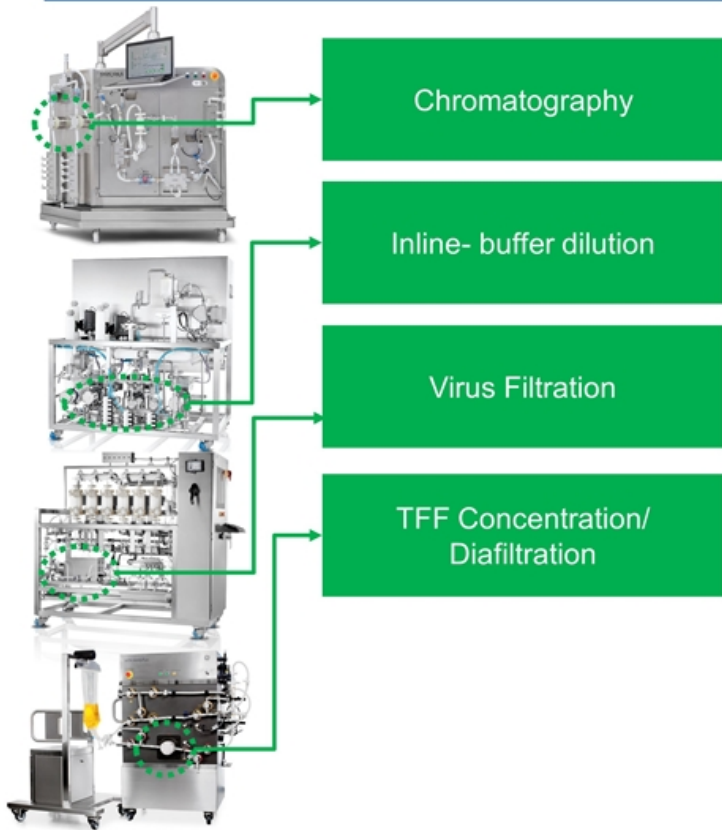 Chromatography
Inline- buffer dilution
Virus Filtration
TFF Concentration/
Diafiltration